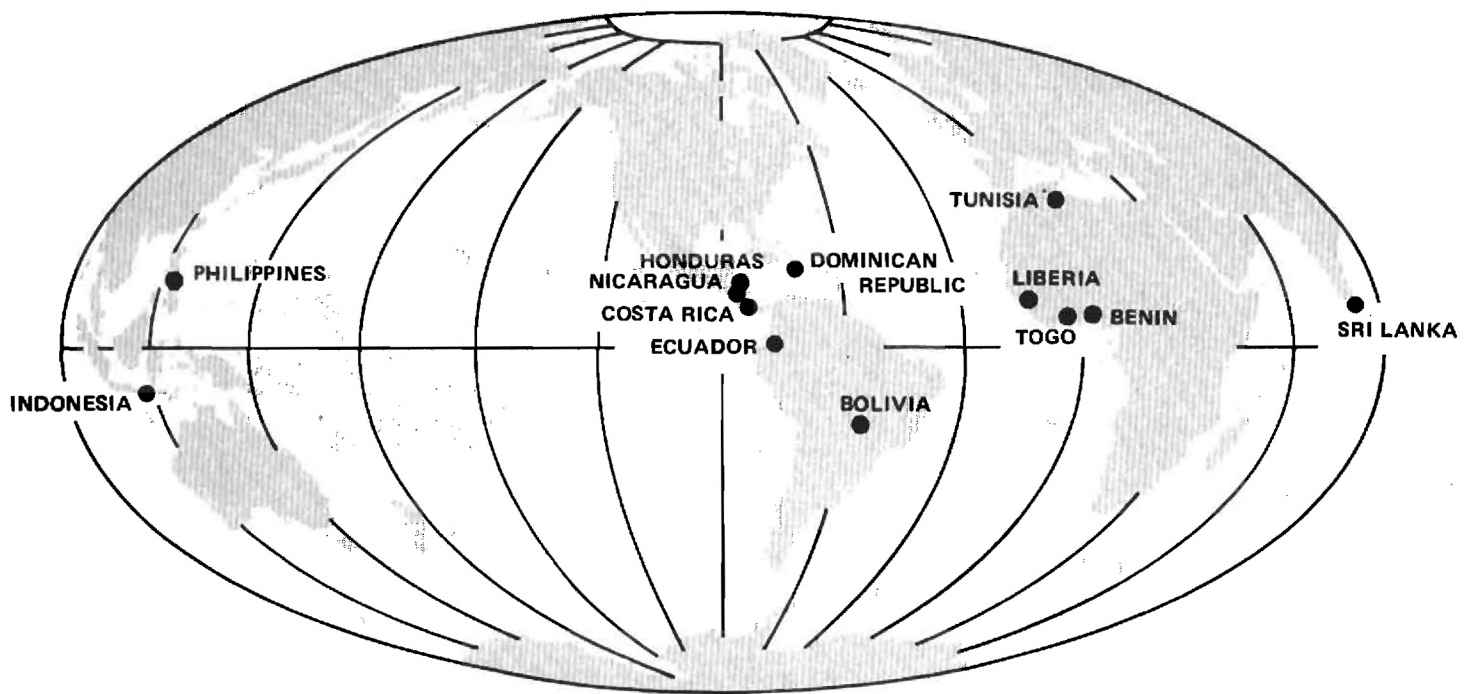 TUNISIA
PHILIPPINES
HONDURAS
NICARAGUA
COSTA RICA
ECUADOR
DOMINICAN
REPUBLIC
LIBERIA
TOGO
BENIN
SRI LANKA
INDONESIA
BOLIVIA